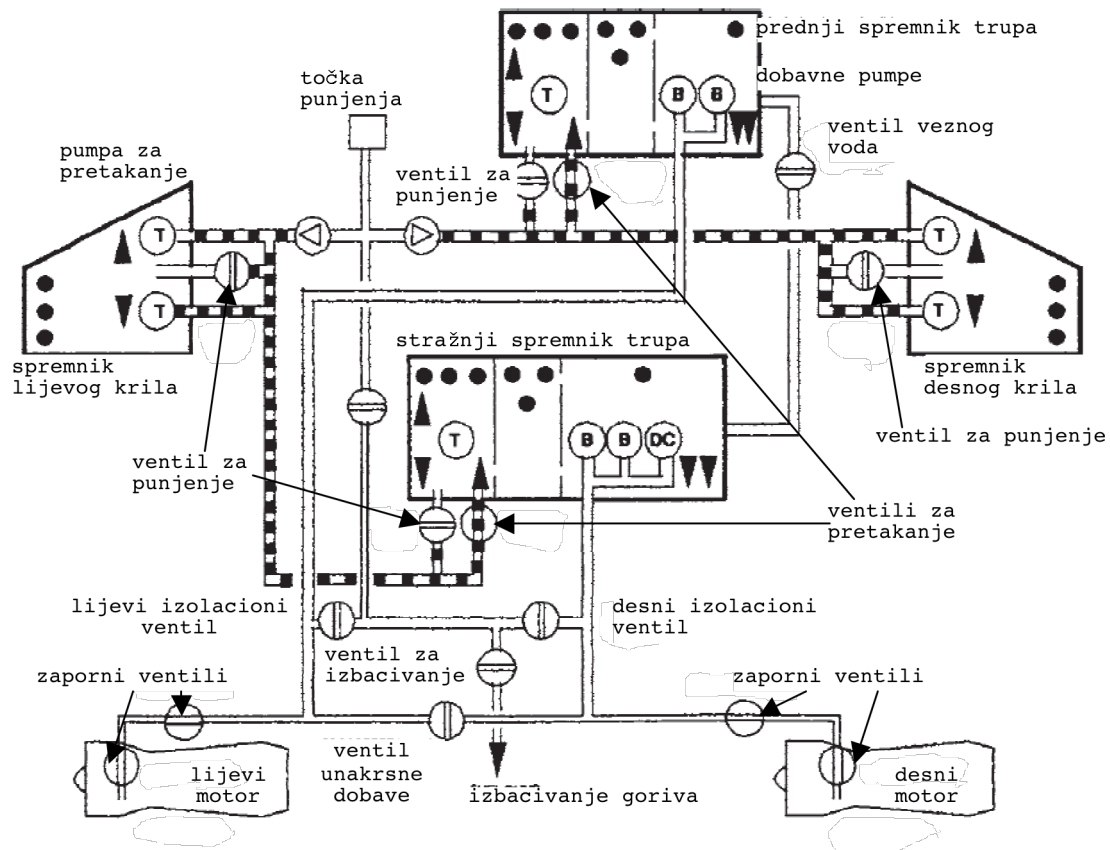 prednji spremnik trupa
točka
punjenja
dobavne pumpe
T
B
B
ventil veznog
voda
pumpa za
pretakanje
ventil za
punjenje
T
T
T
T
spremnik
lijevog krila
stražnji spremnik trupa
spremnik
desnog krila
T
B
B
DC
ventil za punjenje
ventil za
punjenje
ventili za
pretakanje
lijevi izolacioni
ventil
desni izolacioni
ventil
ventil za
izbacivanje
zaporni ventili
zaporni ventili
lijevi
motor
ventil
unakrsne
dobave
izbacivanje goriva
desni
motor